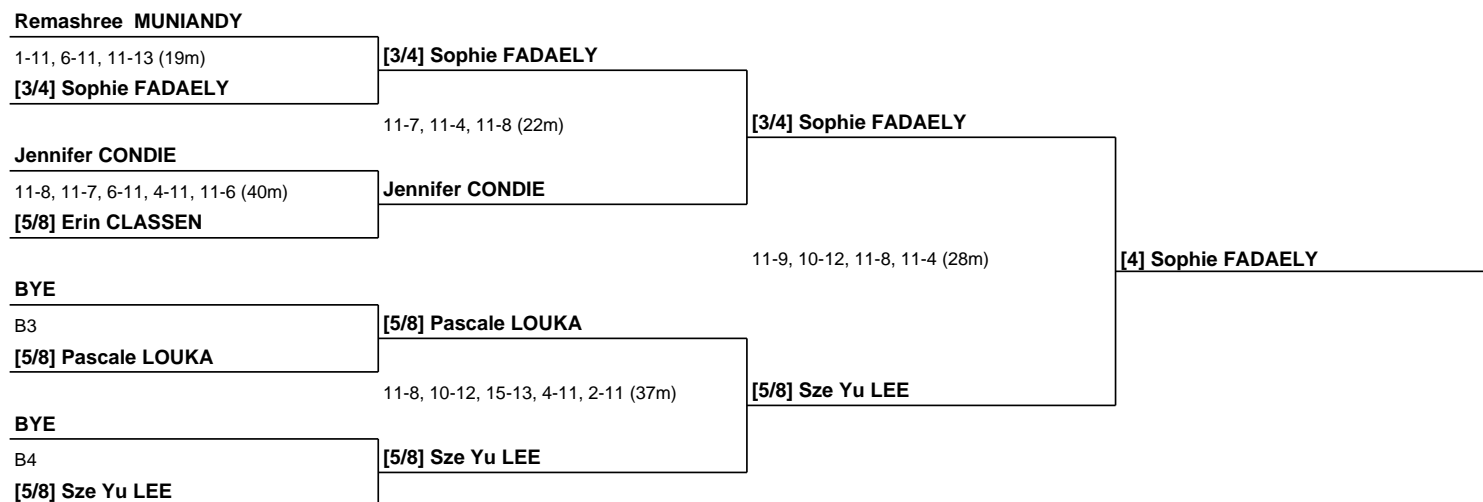 Remashree MUNIANDY
1-11, 6-11, 11-13 (19m)
[3/4] Sophie FADAELY
Jennifer CONDIE
11-8, 11-7, 6-11, 4-11, 11-6 (40m)
[5/8] Erin CLASSEN
BYE
B3
[5/8] Pascale LOUKA
BYE
B4
[5/8] Sze Yu LEE
[3/4] Sophie FADAELY
11-7, 11-4, 11-8 (22m)
Jennifer CONDIE
[5/8] Pascale LOUKA
11-8, 10-12, 15-13, 4-11, 2-11 (37m)
[5/8] Sze Yu LEE
[3/4] Sophie FADAELY
11-9, 10-12, 11-8, 11-4 (28m)
[5/8] Sze Yu LEE
[4] Sophie FADAELY